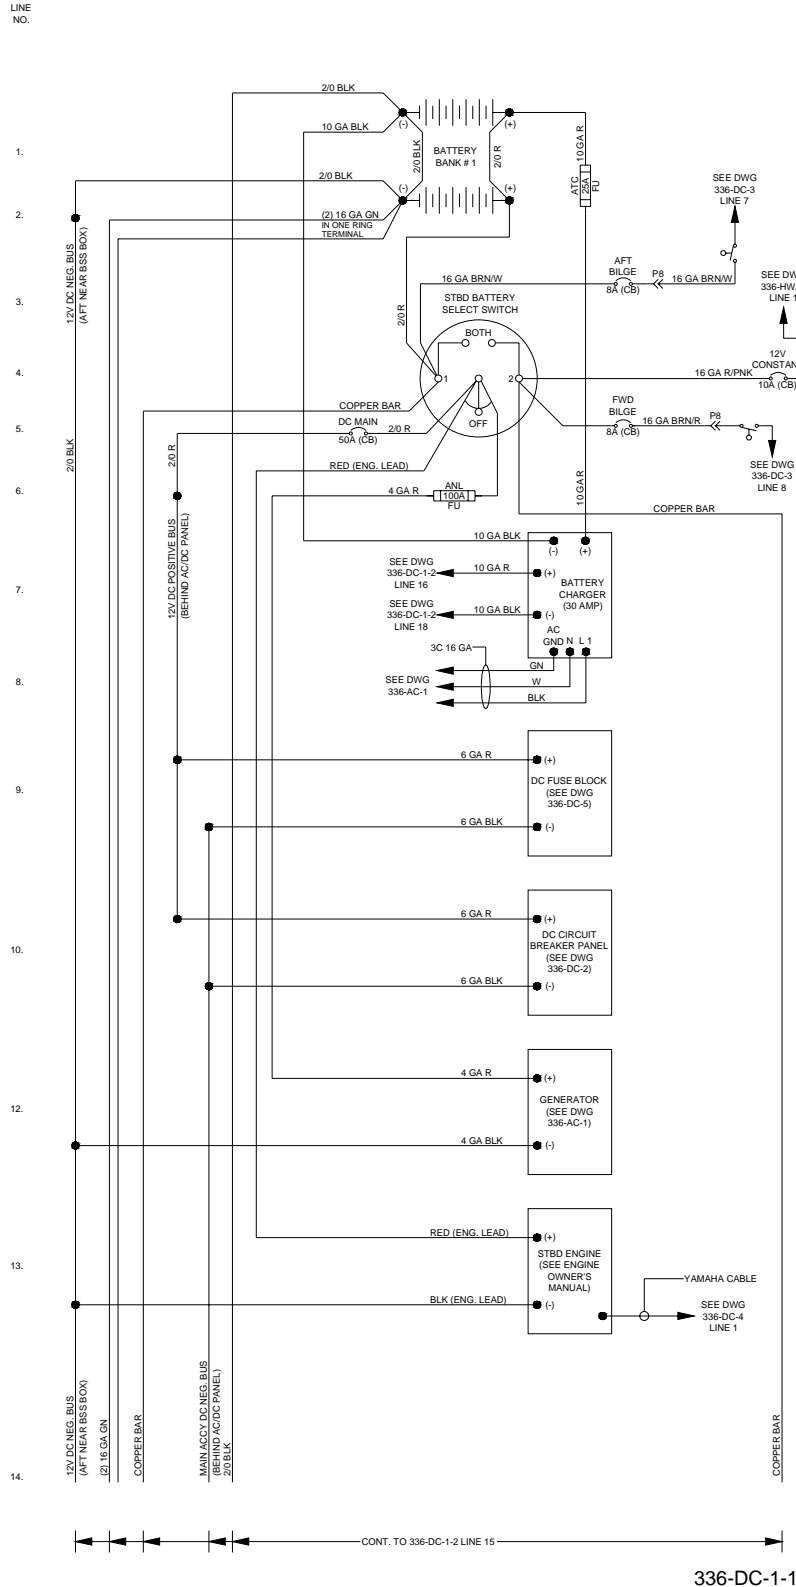 LINE
NO.
2/0 BLK
(-)
(+)
10 GA BLK
10 GA R
1.
2/0 BLK
BATTERY
BANK # 1
2/0 R
ATC
25A
FU
2/0 BLK
(-)
(+)
SEE DWG
336-DC-3
LINE 7
2.
(2) 16 GA GN
IN ONE RING
TERMINAL
12V DC NEG. BUS
(AFT NEAR BSS BOX)
AFT
BILGE
8A (CB)
P8
16 GA BRN/W
16 GA BRN/W
SEE DW
336-HW
LINE 1
3.
2/0 R
STBD BATTERY
SELECT SWITCH
BOTH
12V
CONSTAN
10A (CB)
4.
1
2
16 GA R/PNK
COPPER BAR
OFF
FWD
BILGE
8A (CB)
16 GA BRN/R
P8
5.
DC MAIN
50A (CB)
2/0 R
2/0 BLK
2/0 R
RED (ENG. LEAD)
SEE DWG
336-DC-3
LINE 8
6.
4 GA R
ANL
100A
FU
10 GA R
COPPER BAR
10 GA BLK
(-)
(+)
12V DC POSITIVE BUS
(BEHIND AC/DC PANEL)
SEE DWG
336-DC-1-2
LINE 16
10 GA R
(+)
7.
BATTERY
CHARGER
(30 AMP)
SEE DWG
336-DC-1-2
LINE 18
10 GA BLK
(-)
AC
GND N L 1
3C 16 GA
GN
8.
SEE DWG
336-AC-1
W
BLK
6 GA R
(+)
9.
DC FUSE BLOCK
(SEE DWG
336-DC-5)
6 GA BLK
(-)
6 GA R
(+)
10.
DC CIRCUIT
BREAKER PANEL
(SEE DWG
336-DC-2)
6 GA BLK
(-)
4 GA R
(+)
12.
GENERATOR
(SEE DWG
336-AC-1)
4 GA BLK
(-)
RED (ENG. LEAD)
(+)
13.
STBD ENGINE
(SEE ENGINE
OWNER'S
MANUAL)
YAMAHA CABLE
BLK (ENG. LEAD)
(-)
SEE DWG
336-DC-4
LINE 1
14.
12V DC NEG. BUS
(AFT NEAR BSS BOX)
(2) 16 GA GN
COPPER BAR
MAIN ACCY DC NEG. BUS
(BEHIND AC/DC PANEL)
2/0 BLK
COPPER BAR
CONT. TO 336-DC-1-2 LINE 15
336-DC-1-1